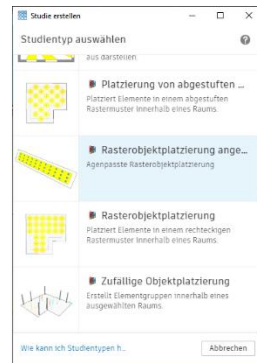 Studie erstellen
Studientyp auswählen
aus darstellen.
Platzierung von abgestuften ...
Platziert Elemente in einem abgestuften
Rastermuster innerhalb eines Raums.
Rasterobjektplatzierung ange...
Agenpasste Rasterobjektplatzierung
Rasterobjektplatzierung
Platziert Elemente in einem rechteckigen
Rastermuster innerhalb eines Raums.
Zufällige Objektplatzierung
Erstellt Elementgruppen innerhalb eines
ausgewählten Raums.
Wie kann ich Studientypen h...
Abbrechen